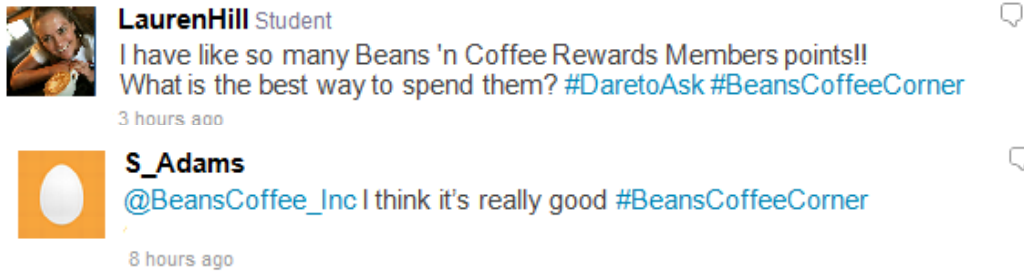 LaurenHill Student
I have like so many Beans 'n Coffee Rewards Members points!!
What is the best way to spend them? #DaretoAsk #BeansCoffeeCorner
3 hours ago
S_Adams
@BeansCoffee_Inc I think it's really good #BeansCoffeeCorner
8 hours ago